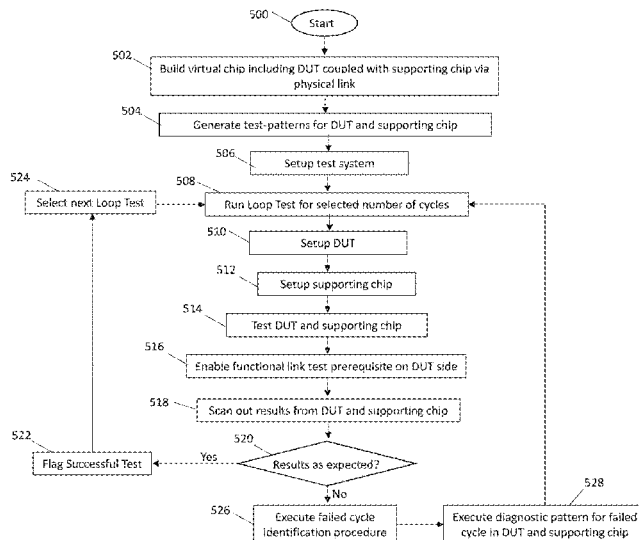 500
Start
502
Build virtual chip including DUT coupled with supporting chip via
physical link
504
Generate test-patterns for DUT and supporting chip
506
Setup test system
524
Select next Loop Test
508
Run Loop Test for selected number of cycles
510
Setup DUT
512
Setup supporting chip
514
Test DUT and supporting chip
516
Enable functional link test prerequisite on DUT side
518
Scan out results from DUT and supporting chip
520
Results as expected?
Yes
522
Flag Successful Test
No
526
Execute failed cycle
identification procedure
528
Execute diagnostic pattern for failed
cycle in DUT and supporting chip